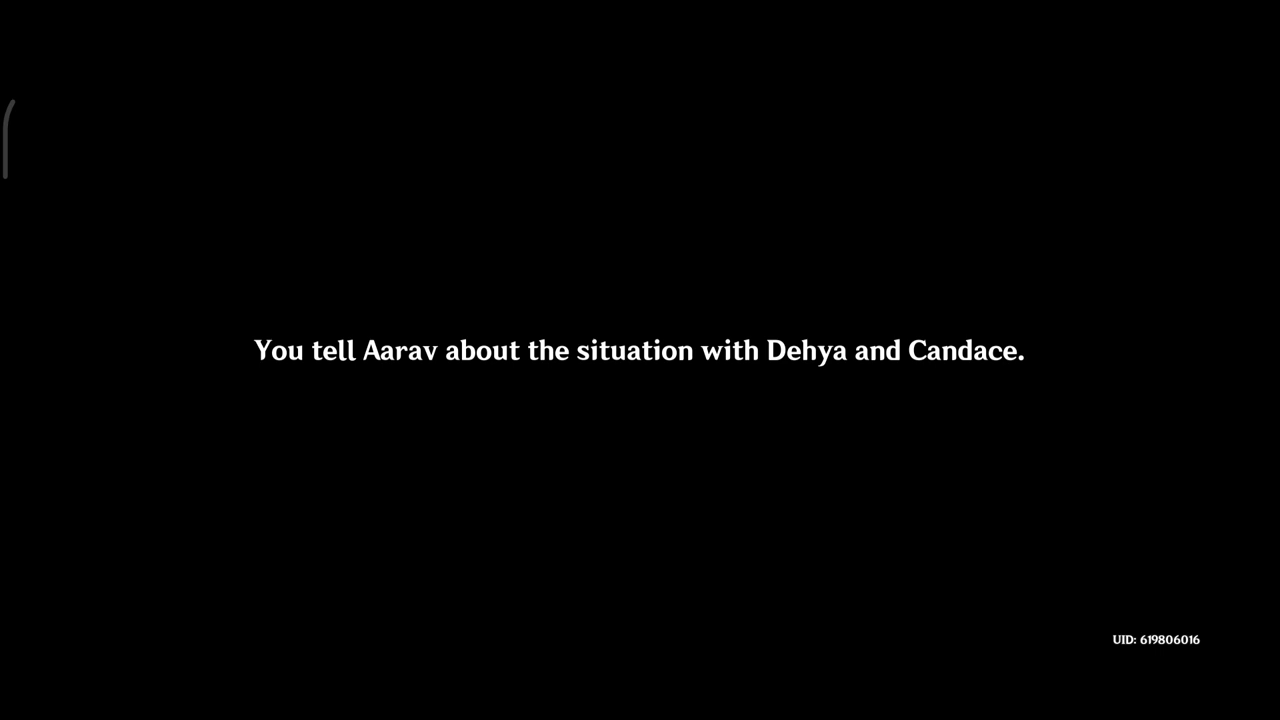 You tell Aarav about the situation with Dehya and Candace.
UID: 619806016